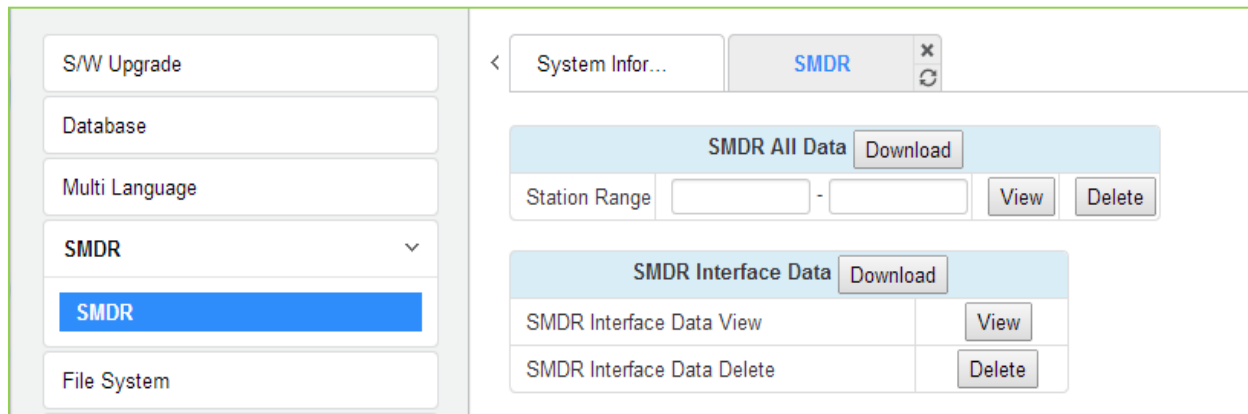 S/W Upgrade
Database
Multi Language
SMDR
SMDR
File System
System Infor...
SMDR
SMDR All Data Download
Station Range - View Delete
SMDR Interface Data Download
SMDR Interface Data View View
SMDR Interface Data Delete Delete